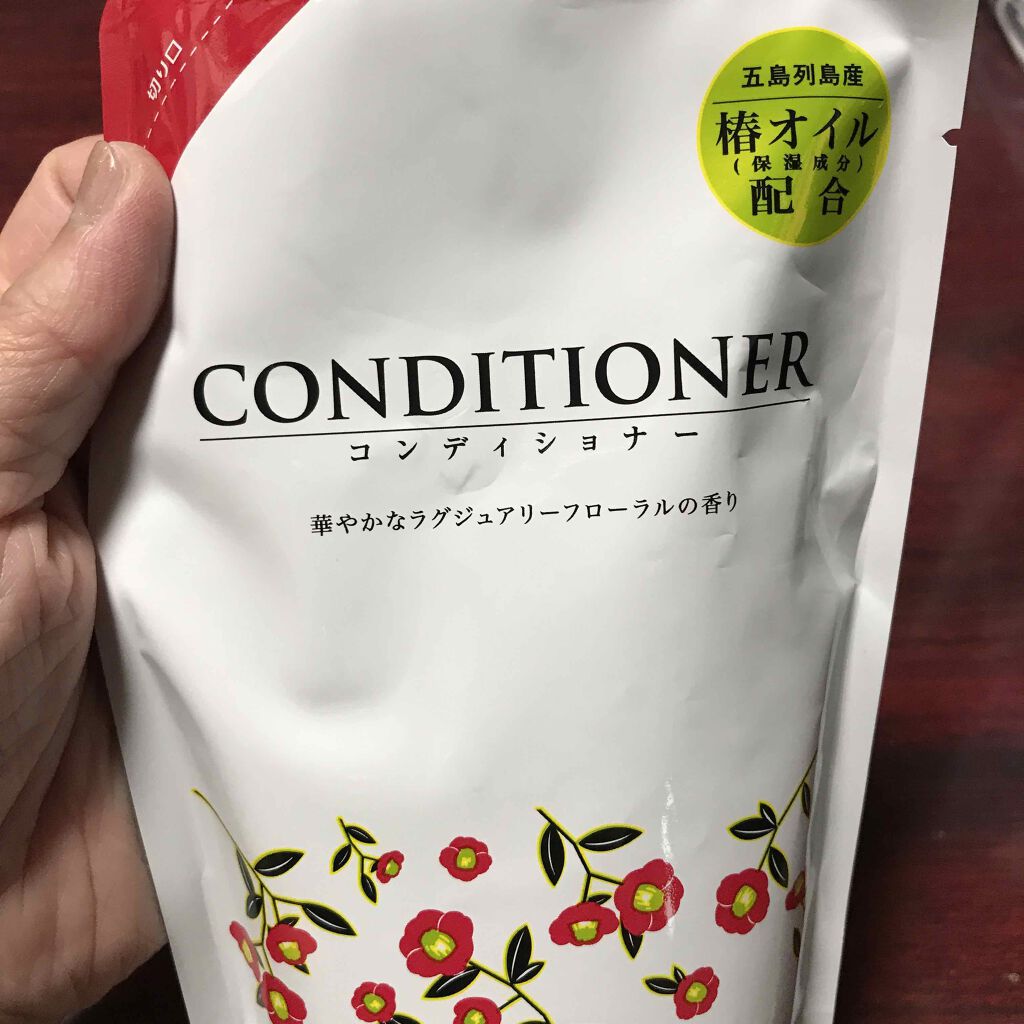 切り口
五島列島産
椿オイル
(保湿成分)
配合
CONDITIONER
コンディショナー
華やかなラグジュアリーフローラルの香り